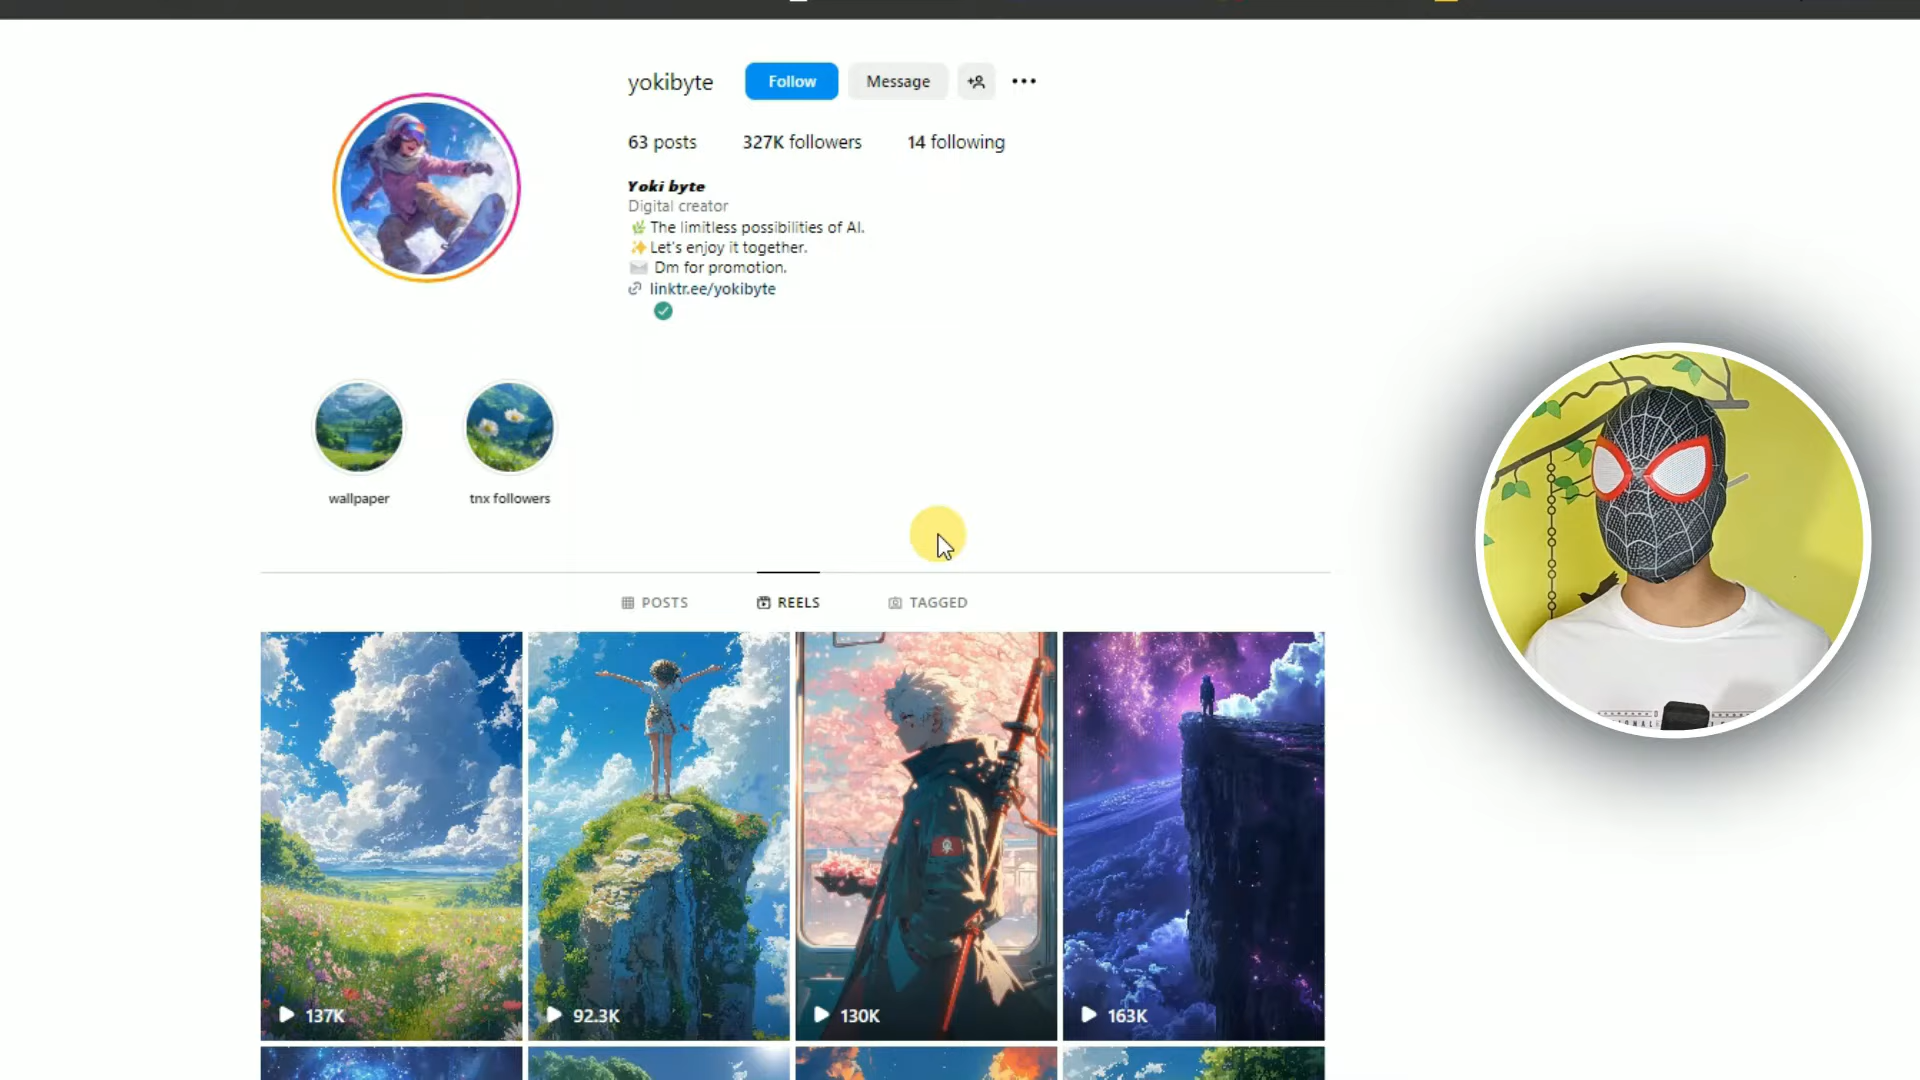 yokibyte Follow Message
63 posts 327K followers 14 following
Yoki byte
Digital creator
🌿 The limitless possibilities of AI.
✨ Let's enjoy it together.
✉️ Dm for promotion.
linktr.ee/yokibyte
wallpaper tnx followers
POSTS REELS TAGGED
137K 92.3K 130K 163K